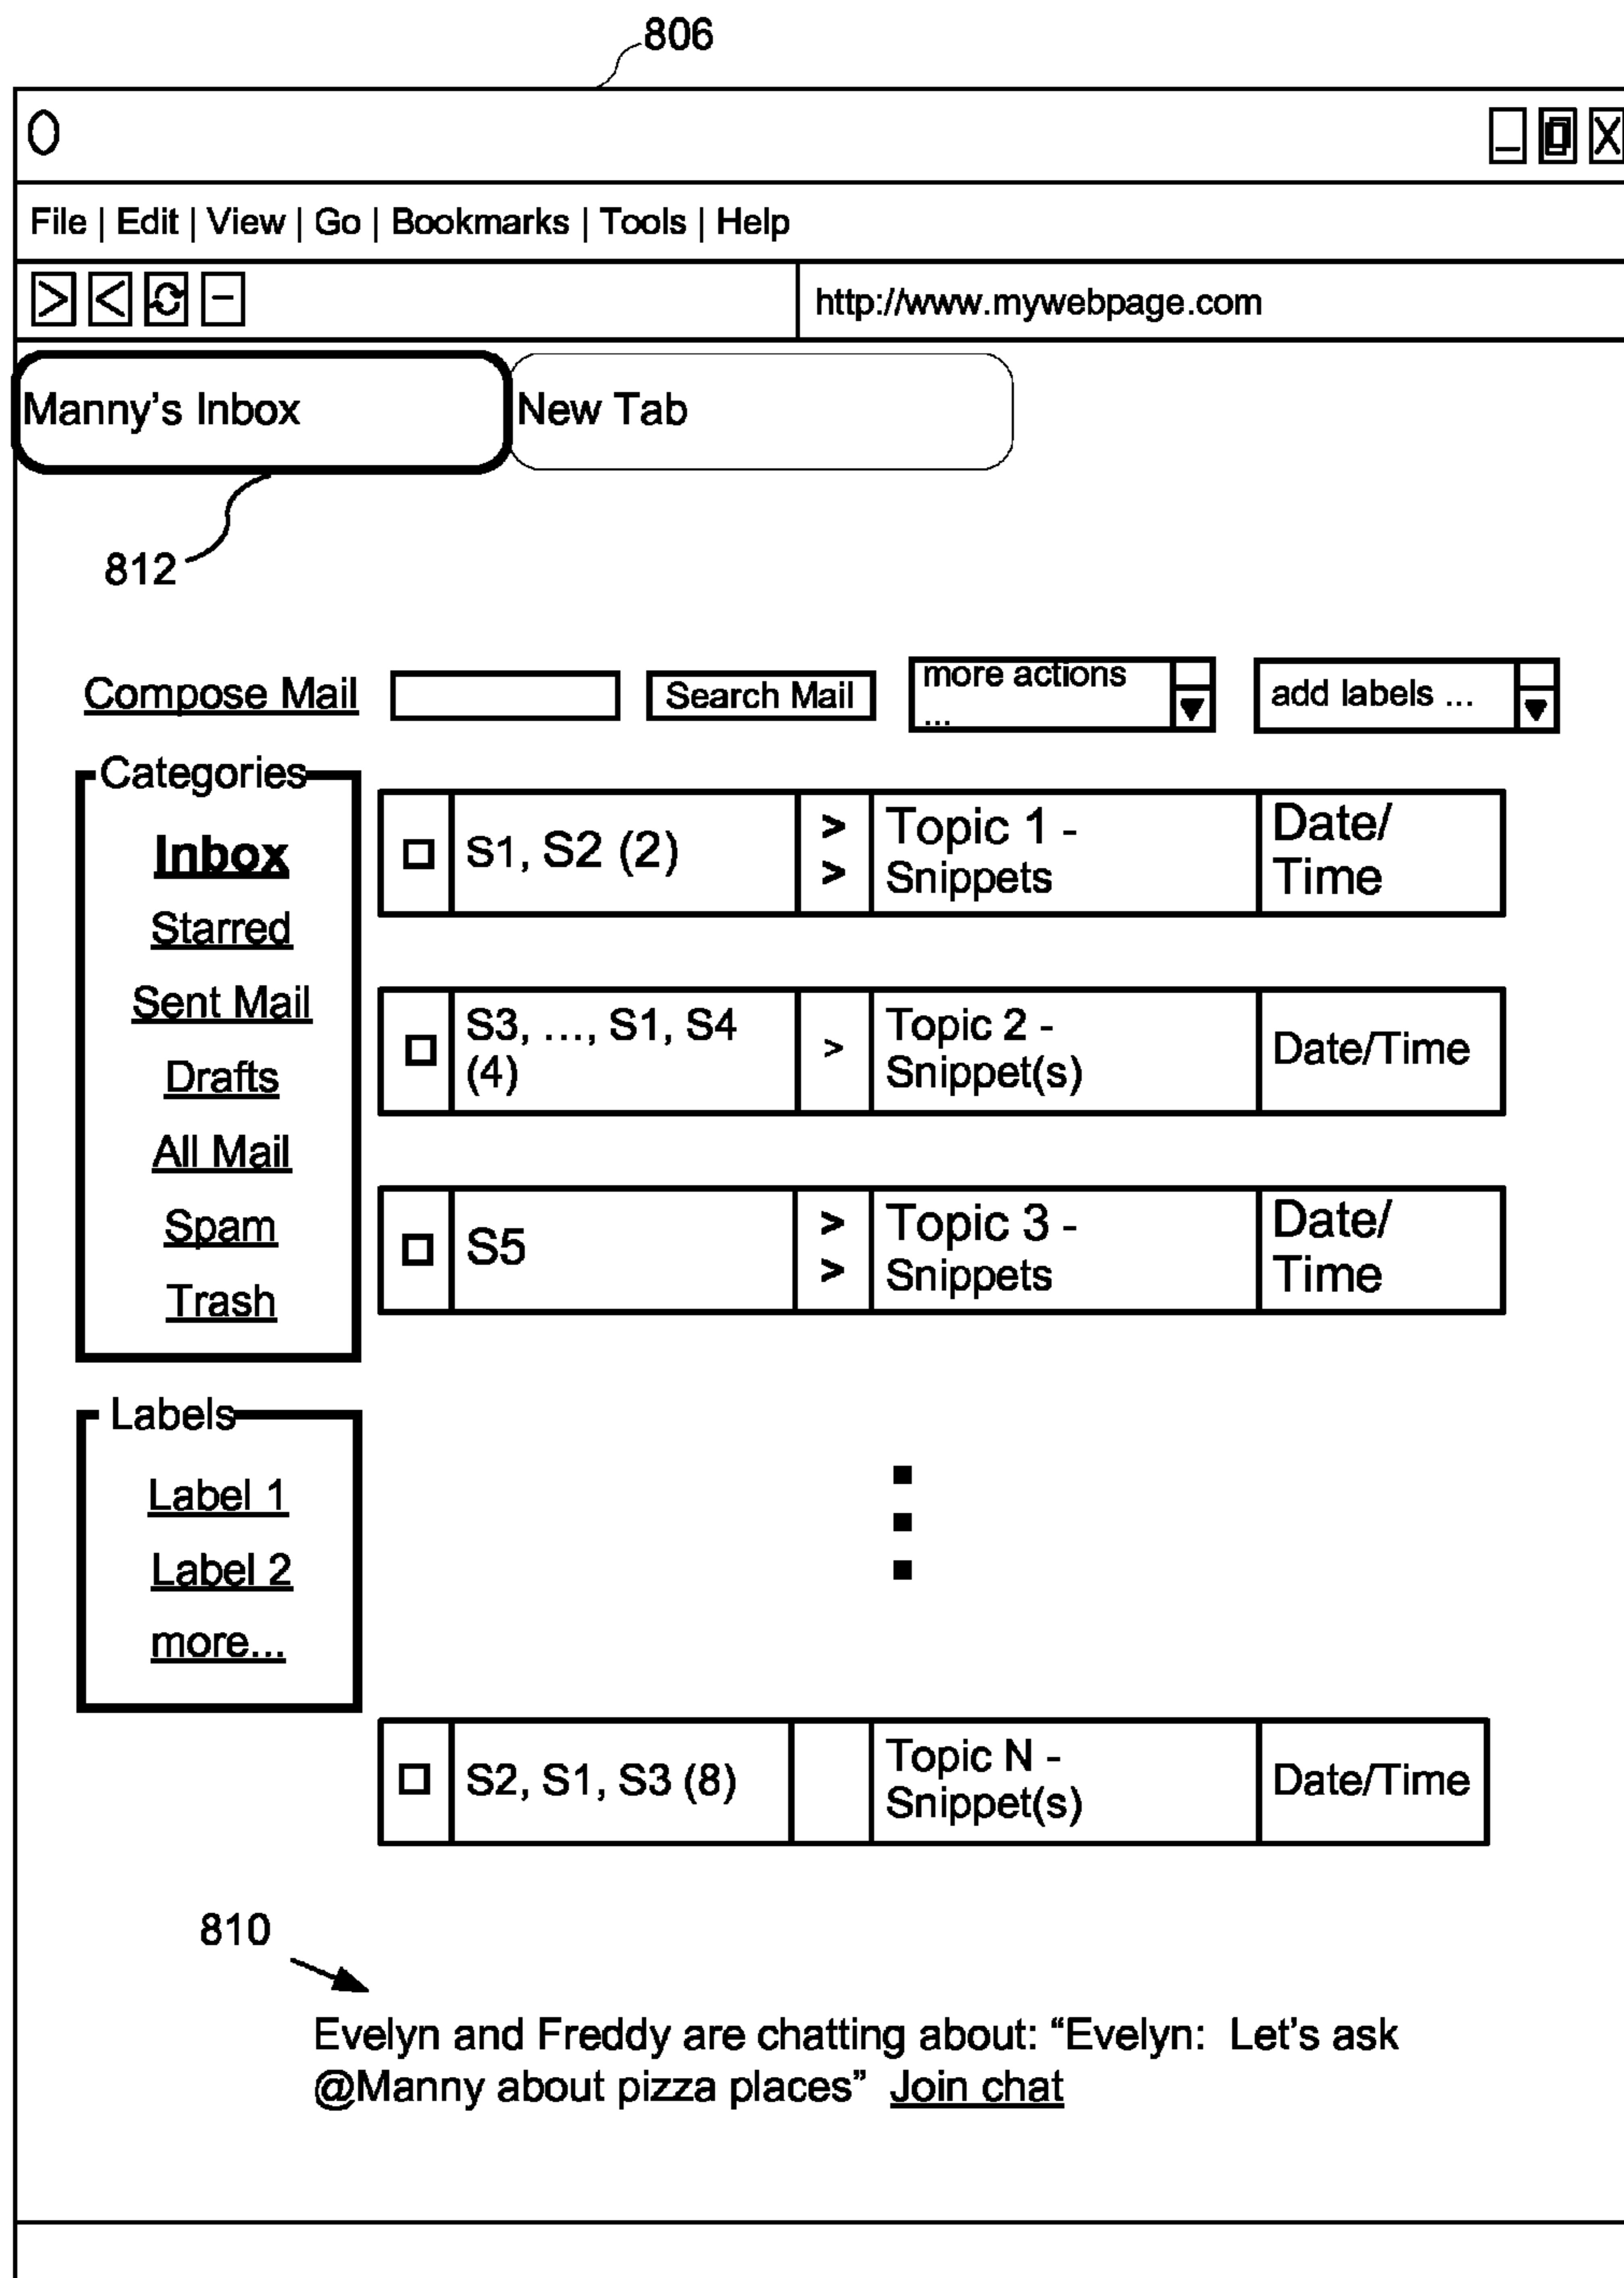 806
File | Edit | View | Go | Bookmarks | Tools | Help
http://www.mywebpage.com
Manny's Inbox
New Tab
812
Compose Mail
Search Mail
more actions
...
add labels ...
Categories
Inbox
Starred
Sent Mail
Drafts
All Mail
Spam
Trash
Labels
Label 1
Label 2
more...
S1, S2 (2)
>
>
Topic 1 -
Snippets
Date/
Time
S3, ..., S1, S4
(4)
>
Topic 2 -
Snippet(s)
Date/Time
S5
>
>
Topic 3 -
Snippets
Date/
Time
S2, S1, S3 (8)
Topic N -
Snippet(s)
Date/Time
810
Evelyn and Freddy are chatting about: “Evelyn:  Let's ask
@Manny about pizza places”  Join chat